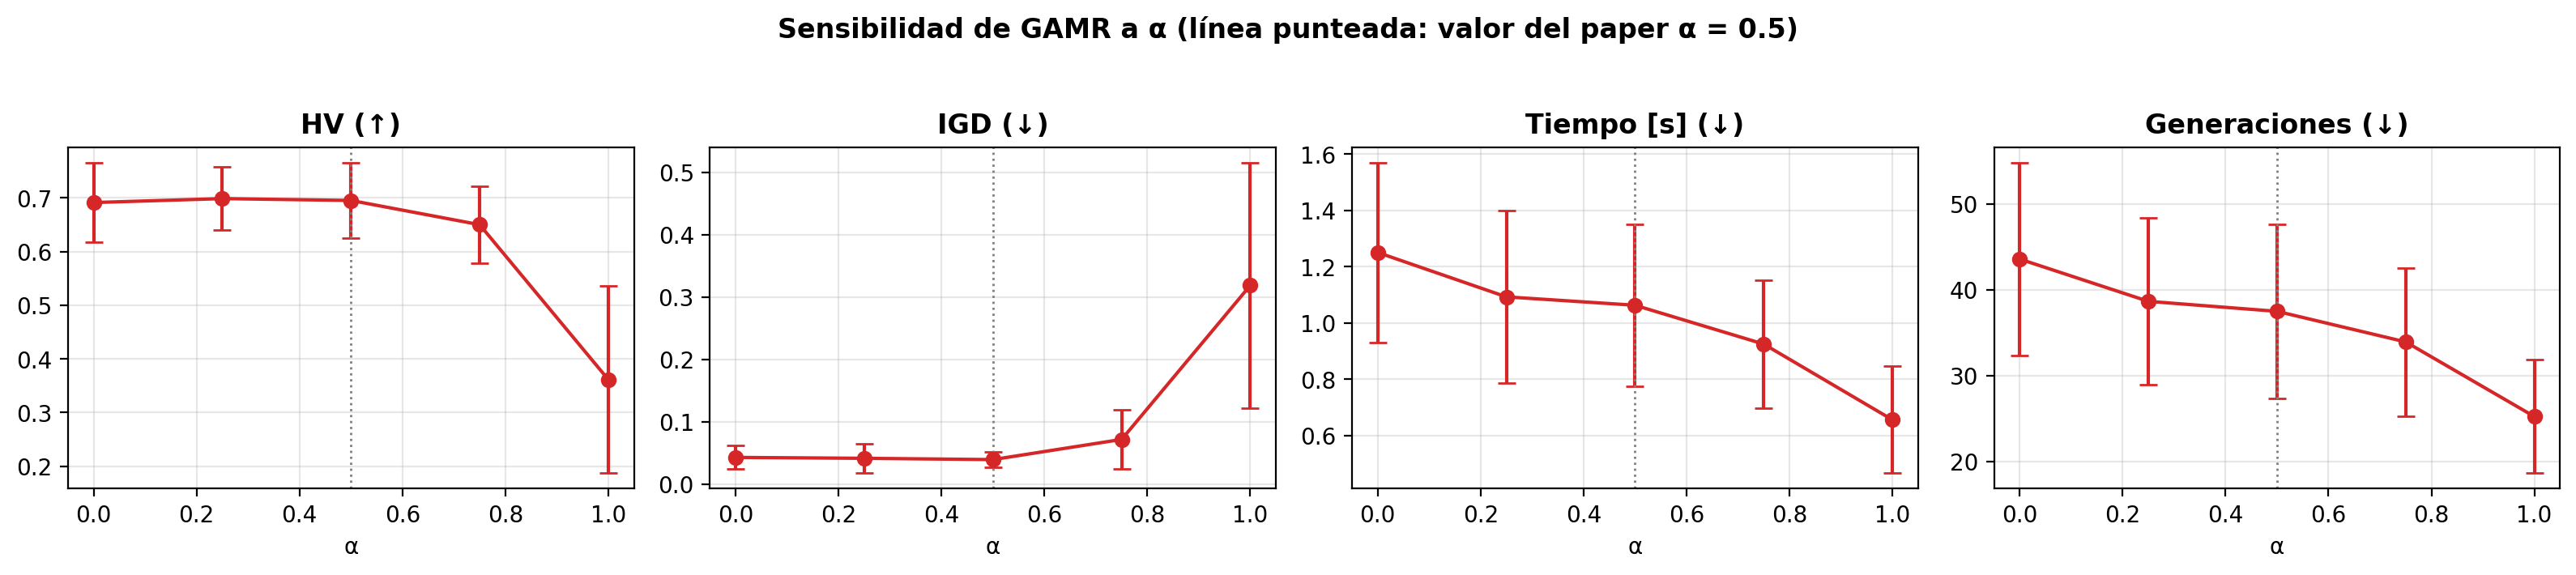 Sensibilidad de GAMR a α (línea punteada: valor del paper α = 0.5)
HV (↑)
0.7
0.6
0.5
0.4
0.3
0.2
0.0 0.2 0.4 0.6 0.8 1.0
α
IGD (↓)
0.5
0.4
0.3
0.2
0.1
0.0
0.0 0.2 0.4 0.6 0.8 1.0
α
Tiempo [s] (↓)
1.6
1.4
1.2
1.0
0.8
0.6
0.0 0.2 0.4 0.6 0.8 1.0
α
Generaciones (↓)
50
40
30
20
0.0 0.2 0.4 0.6 0.8 1.0
α